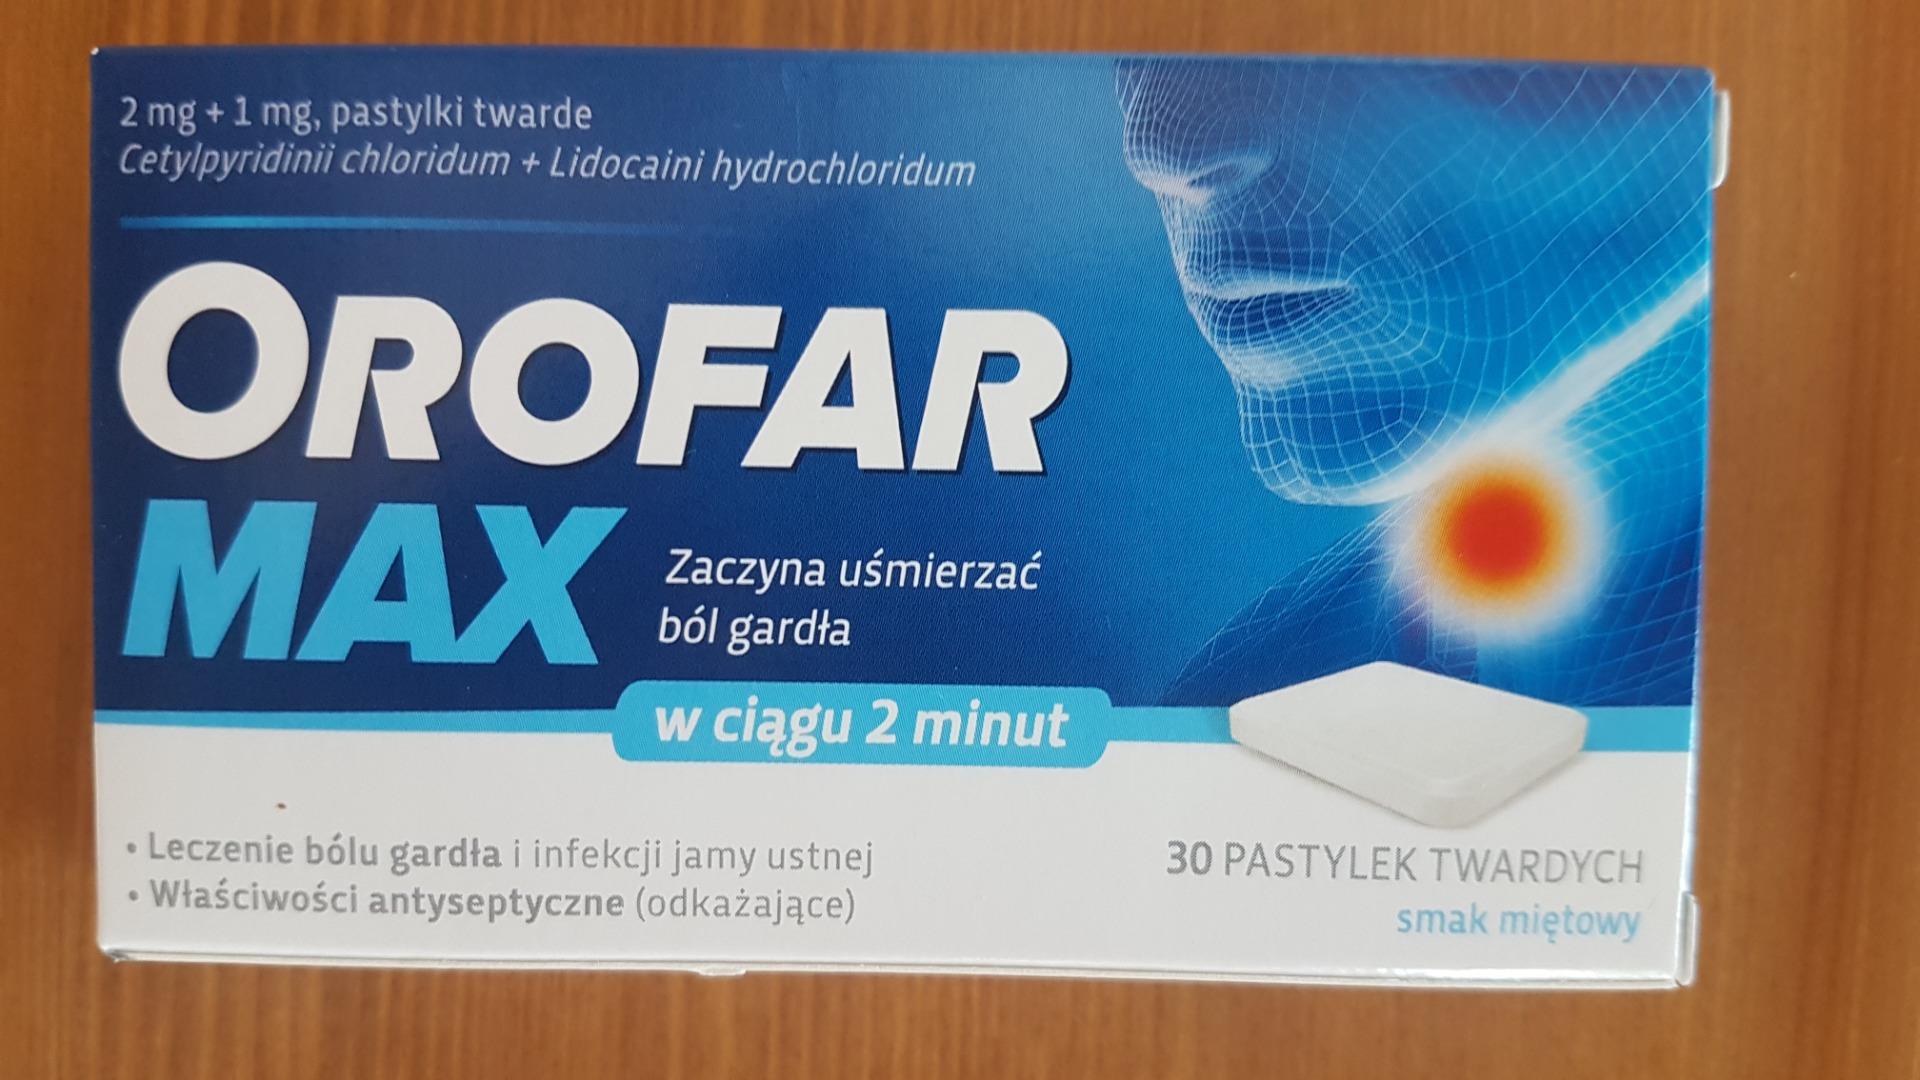 2 mg + 1 mg, pastylki twarde
Cetylpyridinii chloridum + Lidocaini hydrochloridum
OROFAR
MAX
Zaczyna uśmierzać
ból gardła
w ciągu 2 minut
• Leczenie bólu gardła i infekcji jamy ustnej
• Właściwości antyseptyczne (odkażające)
30 PASTYLEK TWARDYCH
smak miętowy